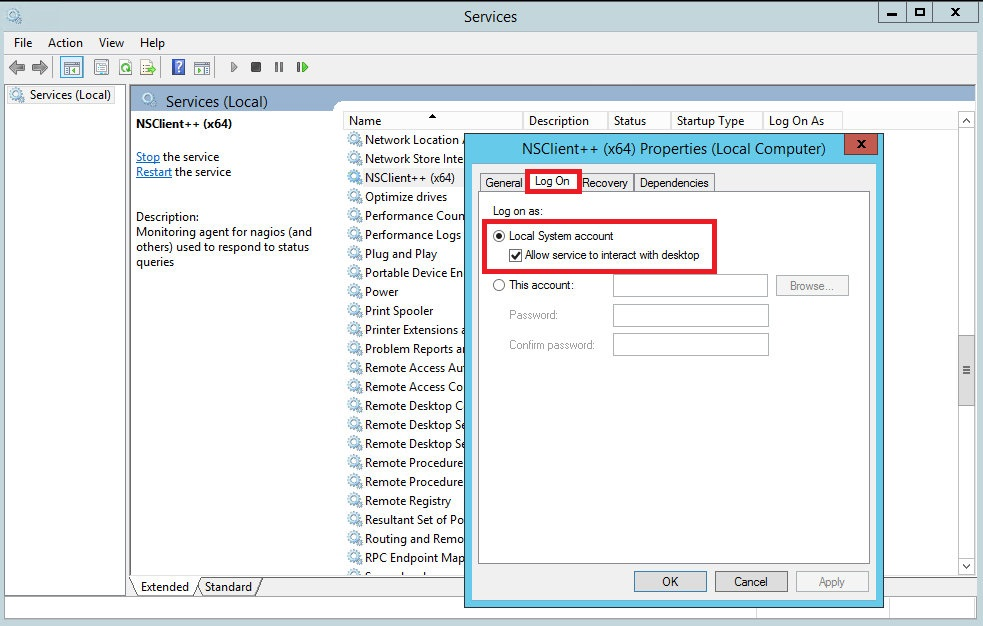 Services
File Action View Help
Services (Local)
Services (Local)
NSClient++ (x64)
Stop the service
Restart the service
Description:
Monitoring agent for nagios (and
others) used to respond to status
queries
Name Description Status Startup Type Log On As
Network Location
Network Store Inte
NSClient++ (x64)
Optimize drives
Performance Coun
Performance Logs
Plug and Play
Portable Device En
Power
Print Spooler
Printer Extensions a
Problem Reports an
Remote Access Aut
Remote Access Co
Remote Desktop C
Remote Desktop Se
Remote Desktop Se
Remote Procedure
Remote Procedure
Remote Registry
Resultant Set of Po
Routing and Remo
RPC Endpoint Map
Extended Standard
NSClient++ (x64) Properties (Local Computer)
General Log On Recovery Dependencies
Log on as:
Local System account
Allow service to interact with desktop
This account: Browse...
Password:
Confirm password:
OK Cancel Apply